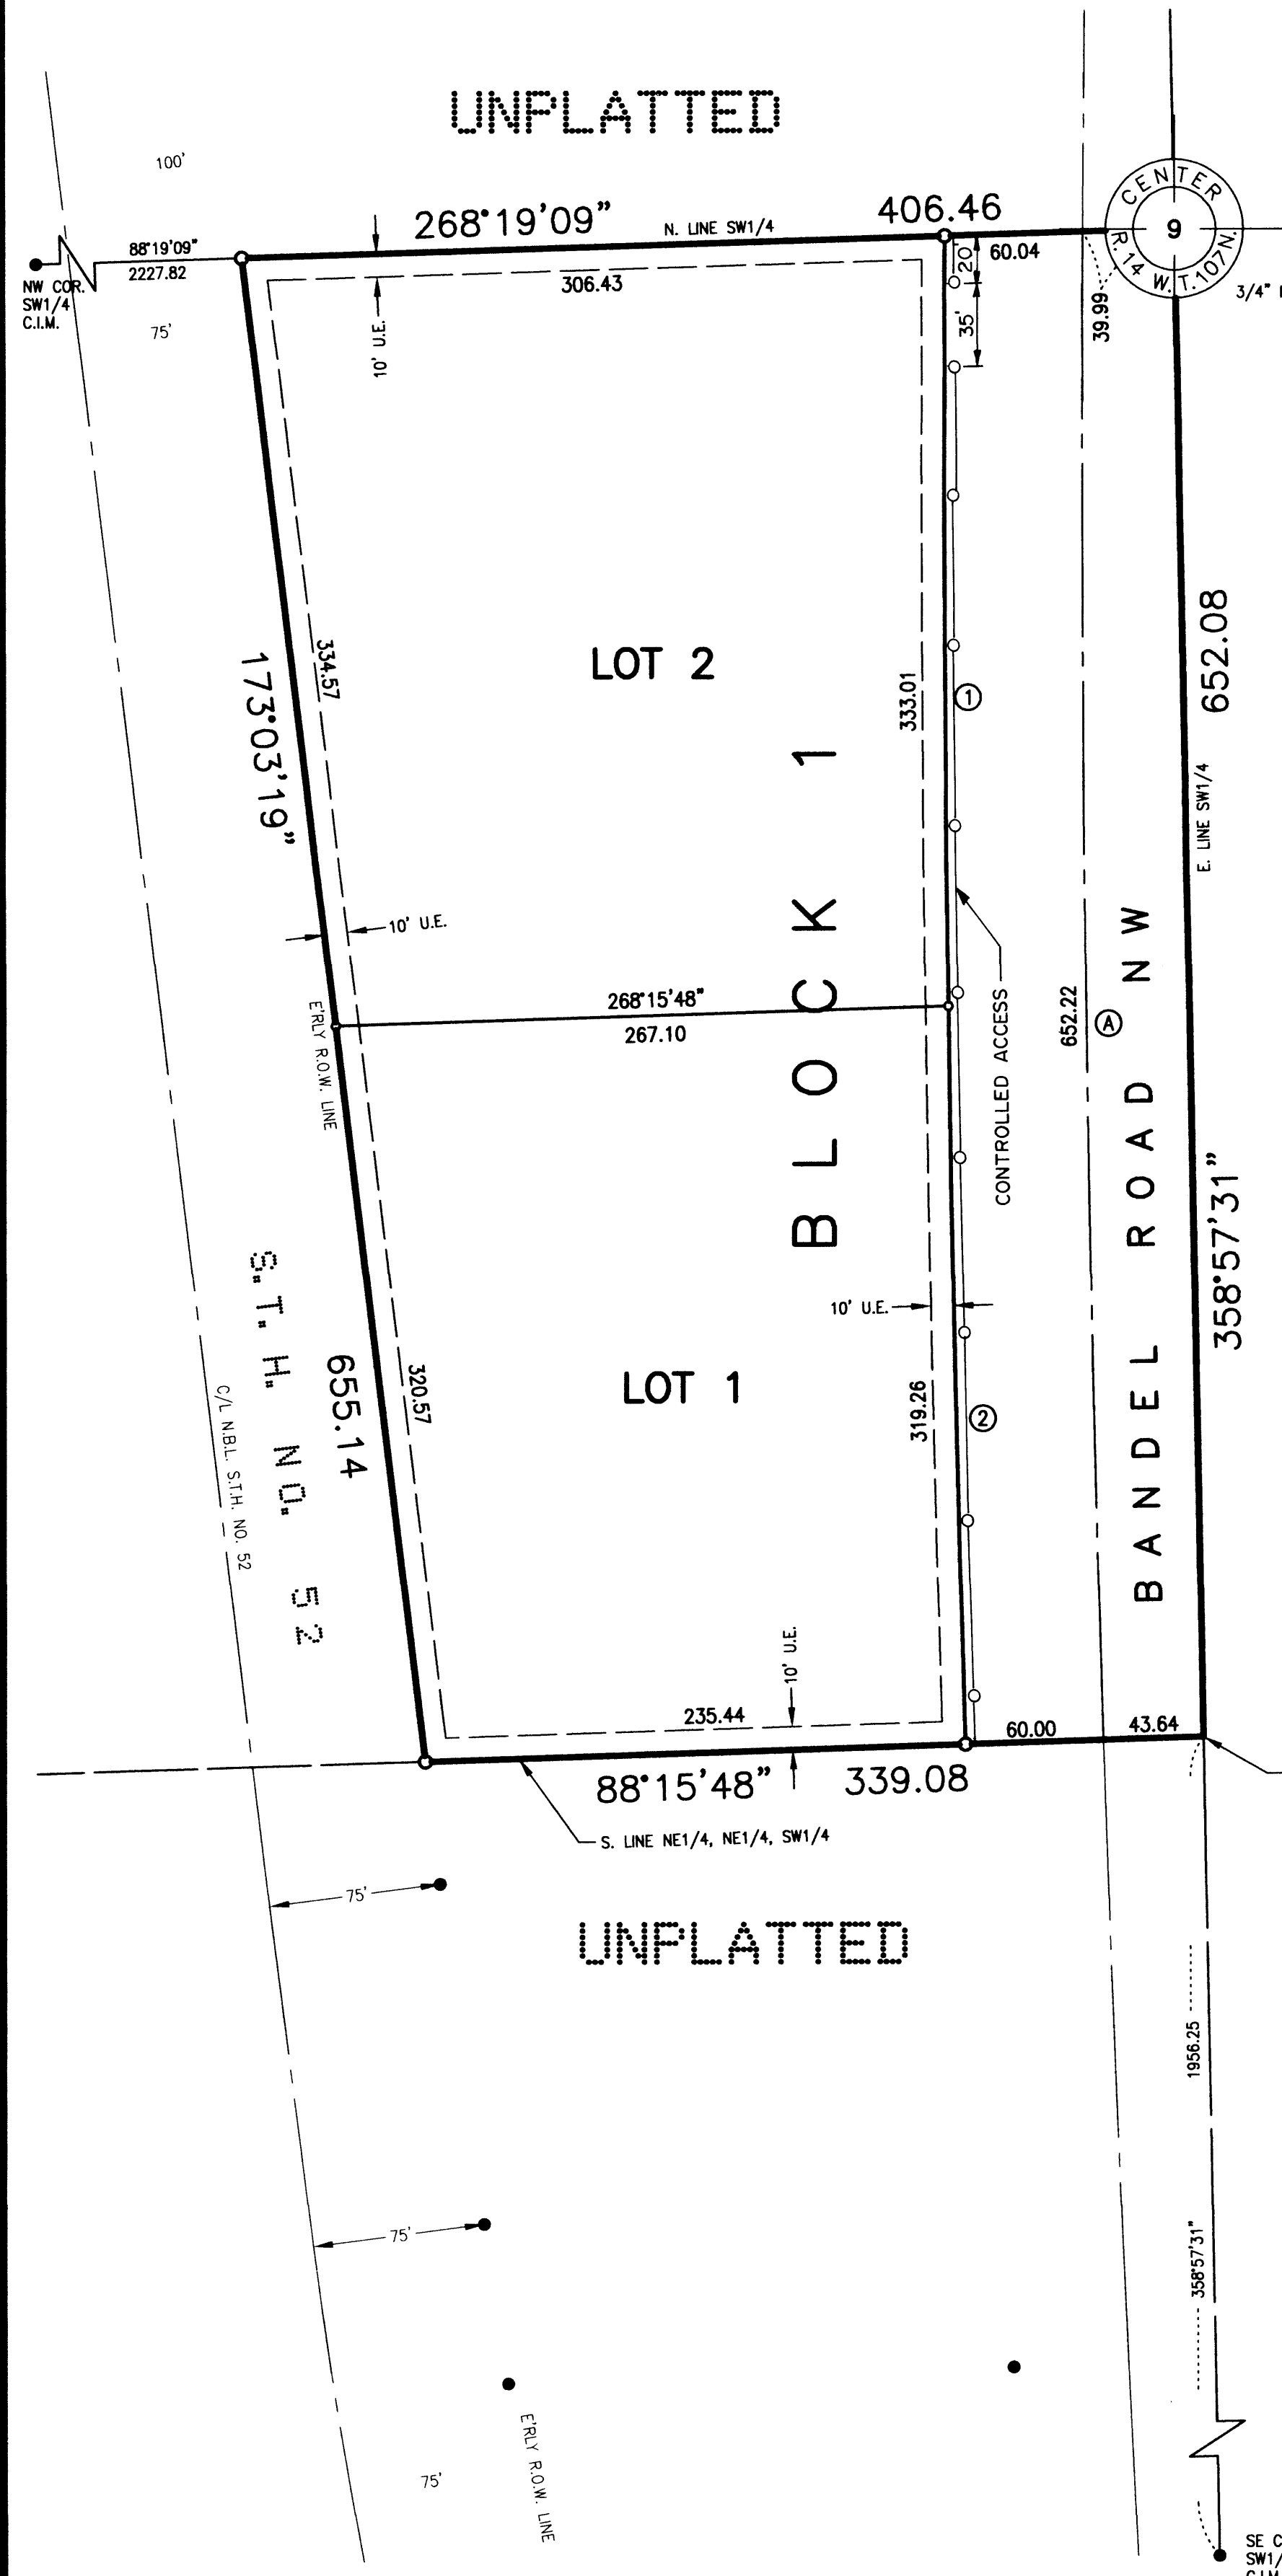 UNPLATTED
100'
268°19'09"
N. LINE SW1/4
406.46
CENTER
9
R. 14 W. T. 107 N.
88°19'09"
2227.82
NW COR.
SW1/4
C.I.M.
75'
306.43
10' U.E.
20'
60.04
35'
39.99
3/4"
334.57
173°03'19"
LOT 2
333.01
1
652.08
E. LINE SW1/4
BLOCK 1
10' U.E.
E'RLY R.O.W. LINE
268°15'48"
267.10
CONTROLLED ACCESS
652.22
A
BANDEL ROAD NW
358°57'31"
S.T.H. NO. 52
C/L N.B.L. S.T.H. NO. 52
655.14
320.57
LOT 1
10' U.E.
319.26
2
10' U.E.
235.44
60.00
43.64
88°15'48"
339.08
S. LINE NE1/4, NE1/4, SW1/4
75'
UNPLATTED
1956.25
75'
358°57'31"
75'
E'RLY R.O.W. LINE
SE C
SW1/